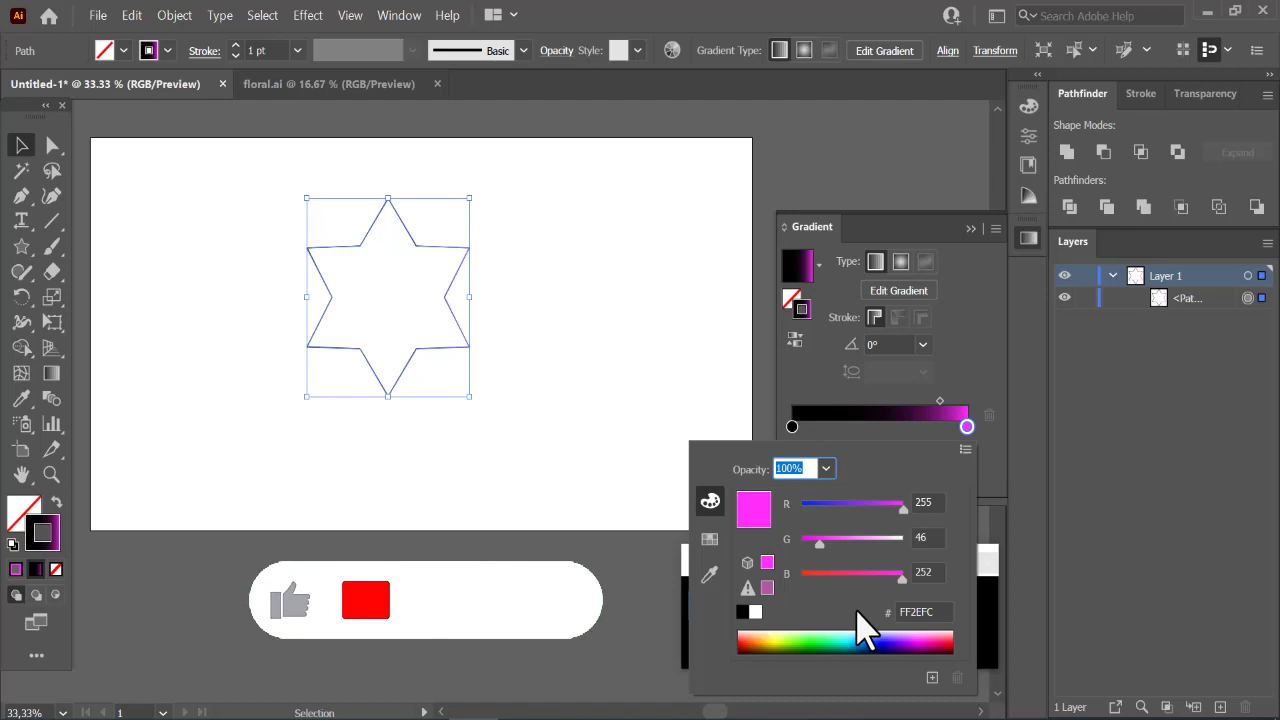 Ai File Edit Object Type Select Effect View Window Help Search Adobe Help
Path Stroke: 1 pt Basic Opacity Style: Gradient Type: Edit Gradient Align Transform
Untitled-1* @ 33.33 % (RGB/Preview) floral.ai @ 16.67 % (RGB/Preview)
Pathfinder Stroke Transparency
Shape Modes:
Expand
Pathfinders:
Gradient
Type:
Edit Gradient
Stroke:
0°
Layers
Layer 1
<Pat...
Opacity: 100%
R 255
G 46
B 252
# FF2EFC
33,33% 1 Selection 1 Layer